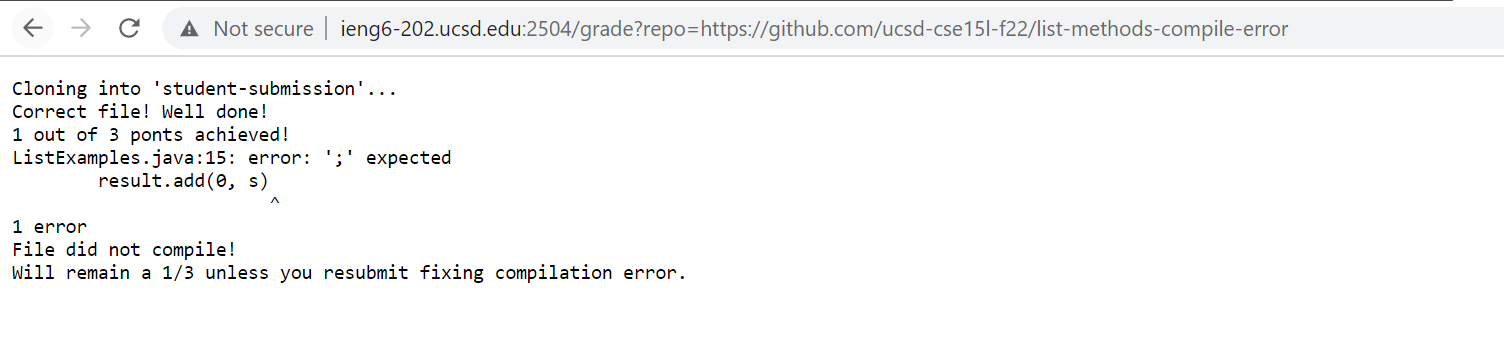 Not secure | ieng6-202.ucsd.edu:2504/grade?repo=https://github.com/ucsd-cse15l-f22/list-methods-compile-error
Cloning into 'student-submission'...
Correct file! Well done!
1 out of 3 ponts achieved!
ListExamples.java:15: error: ';' expected
        result.add(0, s)
                        ^
1 error
File did not compile!
Will remain a 1/3 unless you resubmit fixing compilation error.